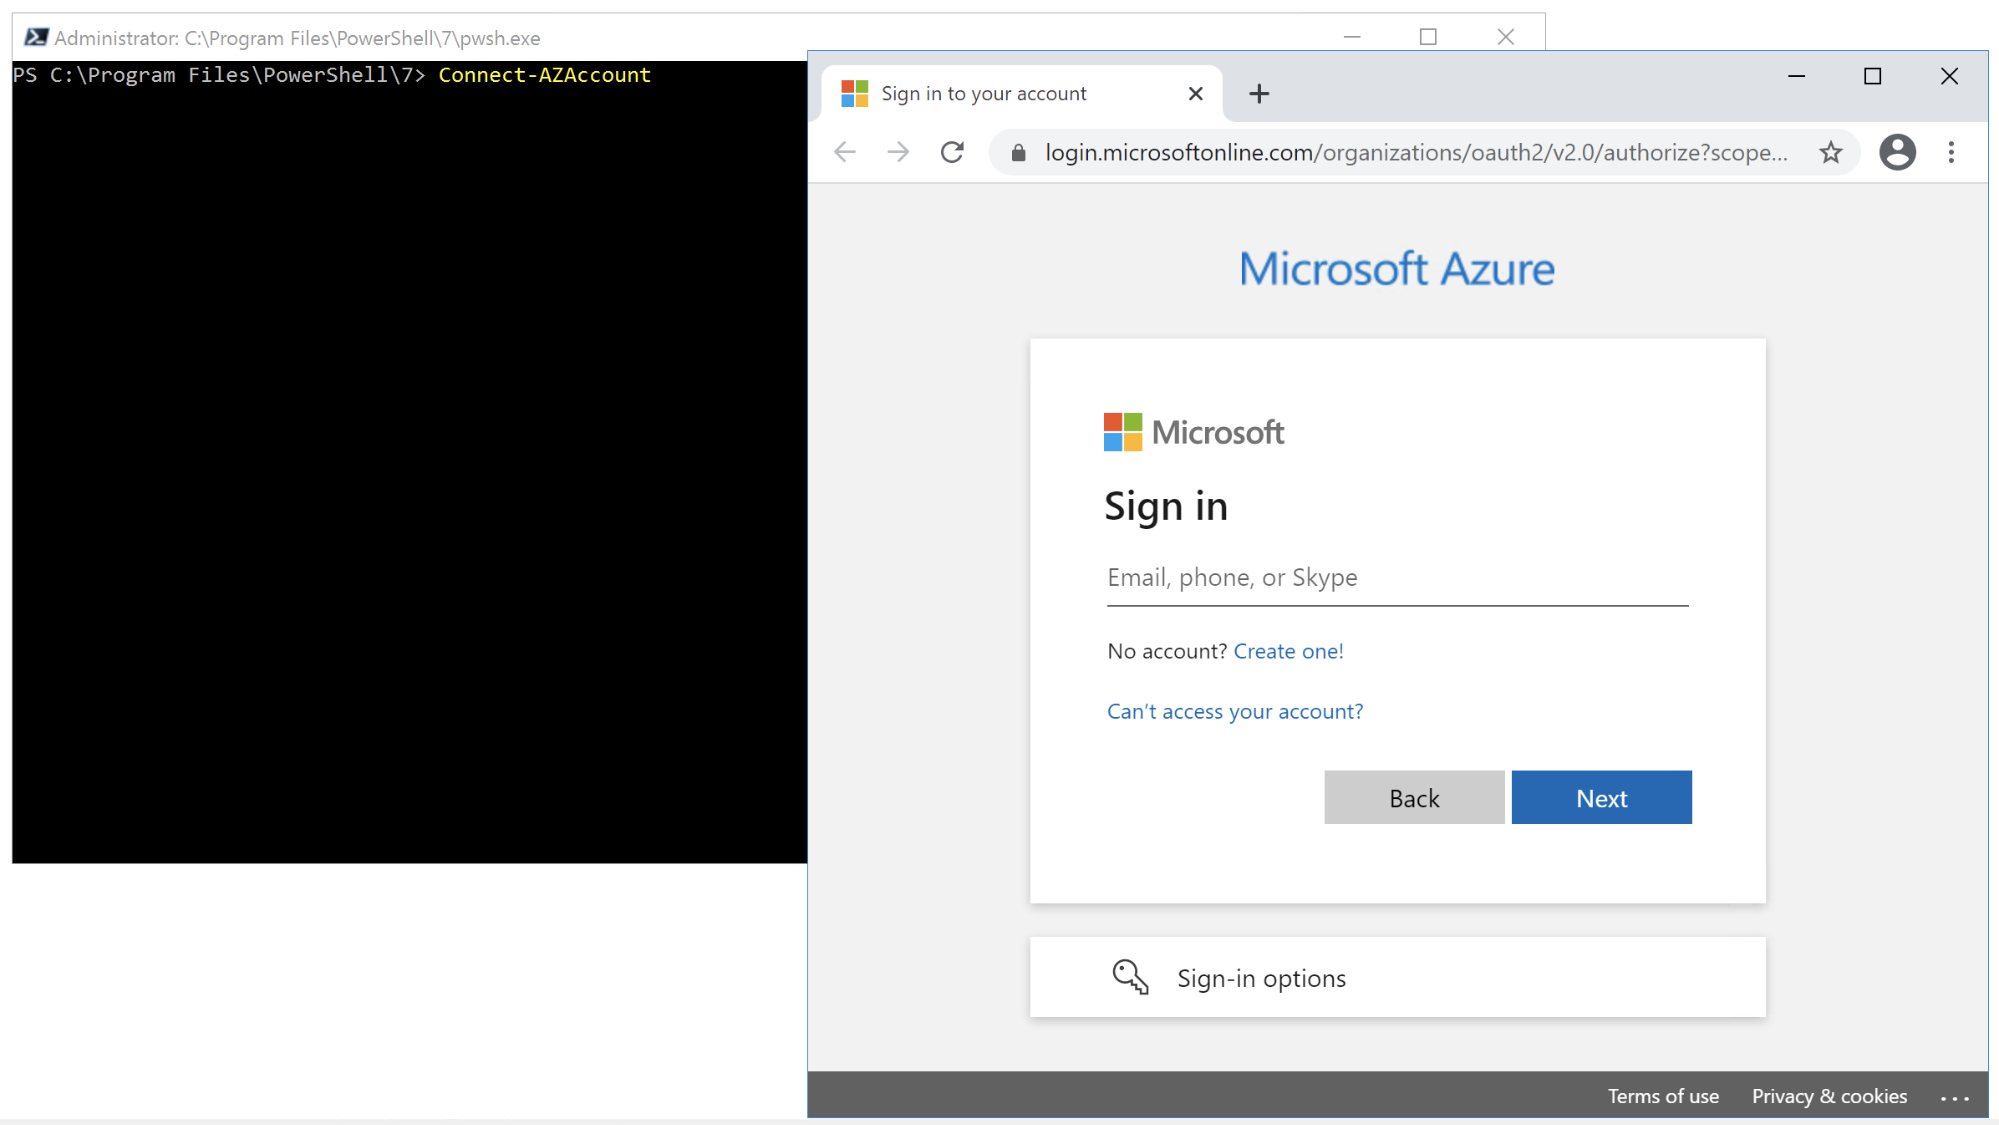 Administrator: C:\Program Files\PowerShell\7\pwsh.exe
PS C:\Program Files\PowerShell\7> Connect-AZAccount
Sign in to your account
login.microsoftonline.com/organizations/oauth2/v2.0/authorize?scope...
Microsoft Azure
Microsoft
Sign in
Email, phone, or Skype
No account? Create one!
Can't access your account?
Back
Next
Sign-in options
Terms of use
Privacy & cookies
...